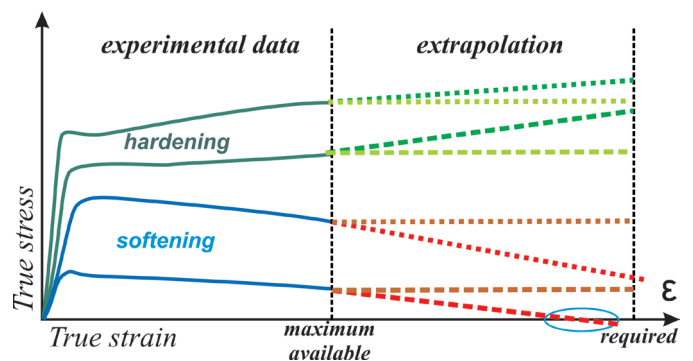 experimental data
extrapolation
hardening
softening
True stress
ε
True strain
maximum
available
required